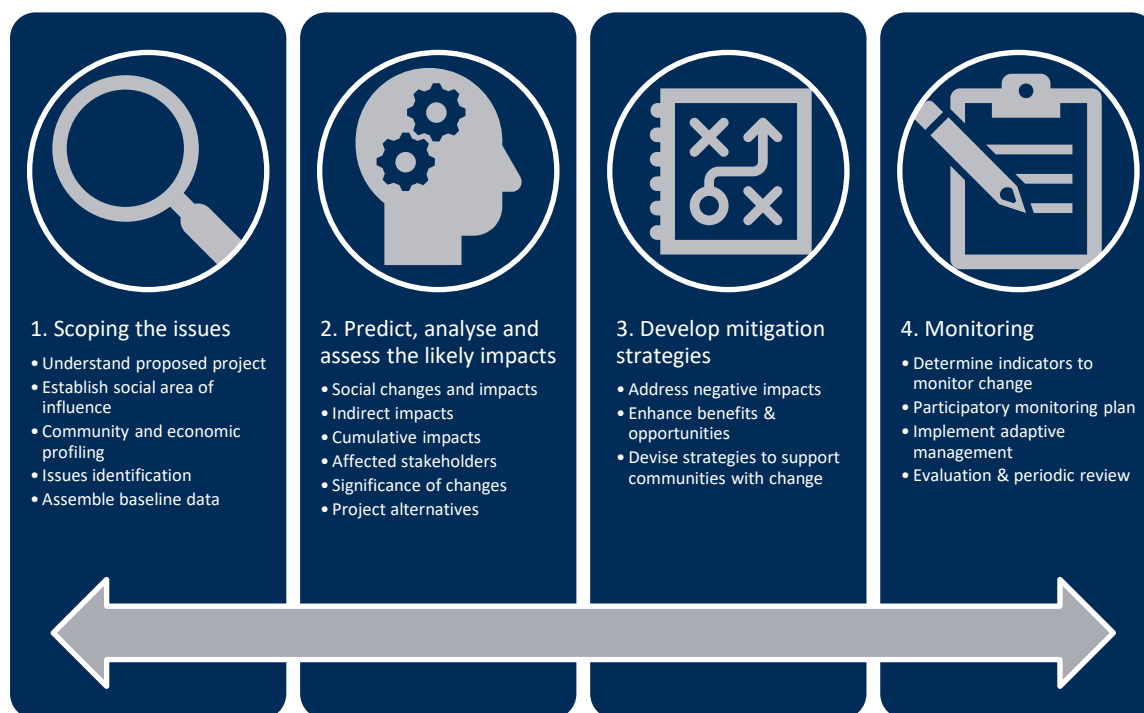 1. Scoping the issues
• Understand proposed project
• Establish social area of
influence
• Community and economic
profiling
• Issues identification
• Assemble baseline data
2. Predict, analyse and
assess the likely impacts
• Social changes and impacts
• Indirect impacts
• Cumulative impacts
• Affected stakeholders
• Significance of changes
• Project alternatives
3. Develop mitigation
strategies
• Address negative impacts
• Enhance benefits &
opportunities
• Devise strategies to support
communities with change
4. Monitoring
• Determine indicators to
monitor change
• Participatory monitoring plan
• Implement adaptive
management
• Evaluation & periodic review